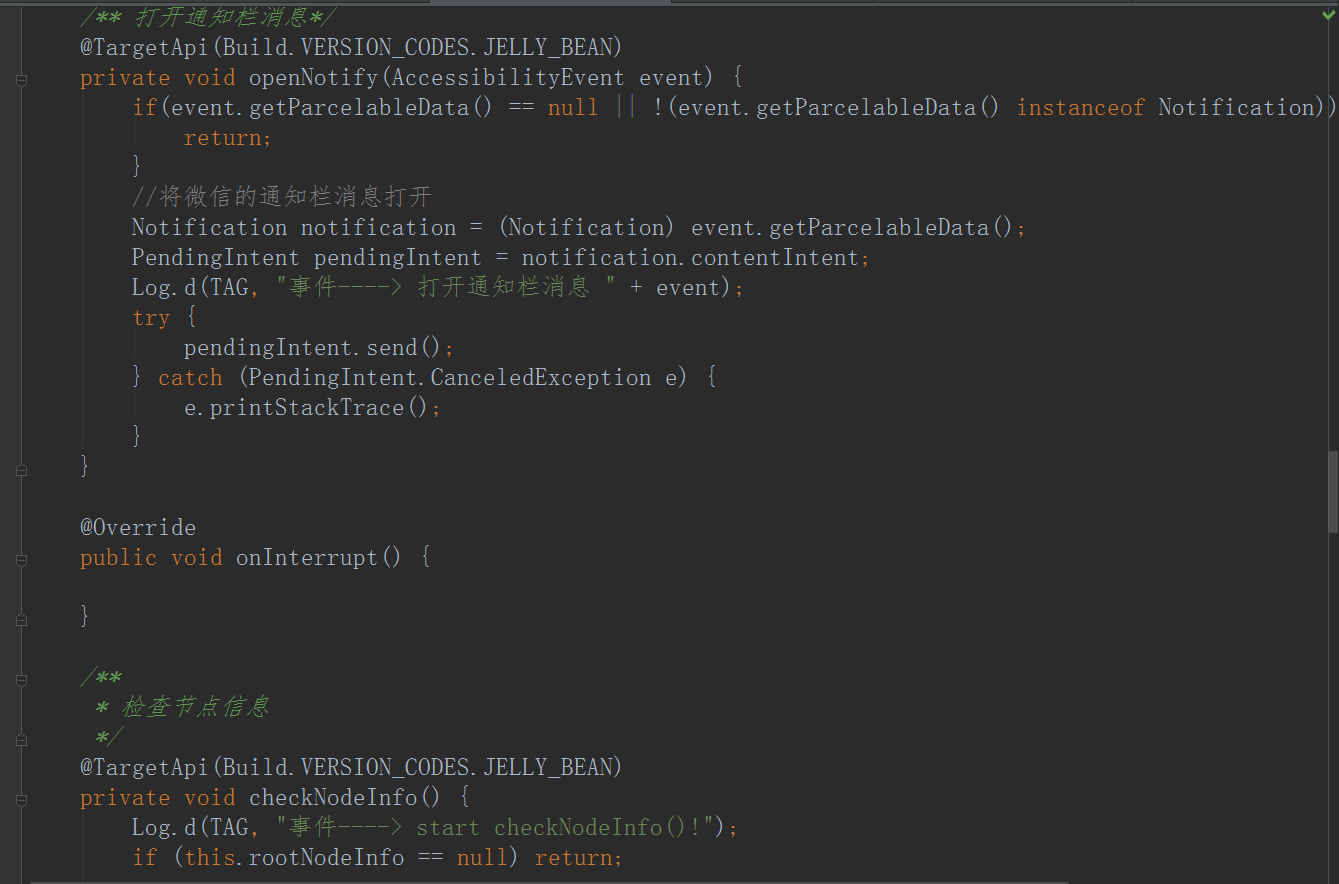 /** 打开通知栏消息*/
@TargetApi(Build.VERSION_CODES.JELLY_BEAN)
private void openNotify(AccessibilityEvent event) {
if(event.getParcelableData() == null || !(event.getParcelableData() instanceof Notification))
return;
}
//将微信的通知栏消息打开
Notification notification = (Notification) event.getParcelableData();
PendingIntent pendingIntent = notification.contentIntent;
Log.d(TAG, "事件----> 打开通知栏消息 " + event);
try {
pendingIntent.send();
} catch (PendingIntent.CanceledException e) {
e.printStackTrace();
}
}
@Override
public void onInterrupt() {
}
/**
* 检查节点信息
*/
@TargetApi(Build.VERSION_CODES.JELLY_BEAN)
private void checkNodeInfo() {
Log.d(TAG, "事件----> start checkNodeInfo()!");
if (this.rootNodeInfo == null) return;